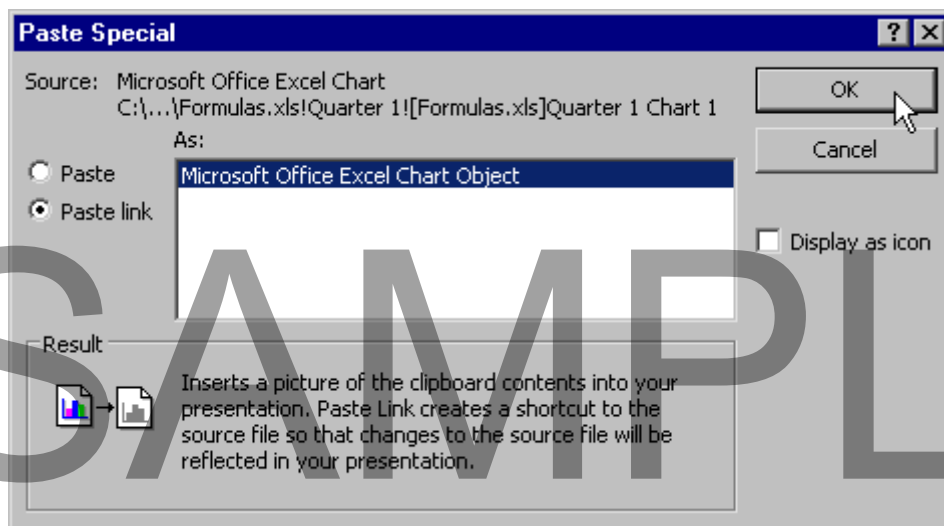 Paste Special
Source: Microsoft Office Excel Chart
C:\...\Formulas.xls!Quarter 1![Formulas.xls]Quarter 1 Chart 1
As:
Paste
Paste link
Microsoft Office Excel Chart Object
OK
Cancel
Display as icon
Result
Inserts a picture of the clipboard contents into your
presentation. Paste Link creates a shortcut to the
source file so that changes to the source file will be
reflected in your presentation.
SAMPL